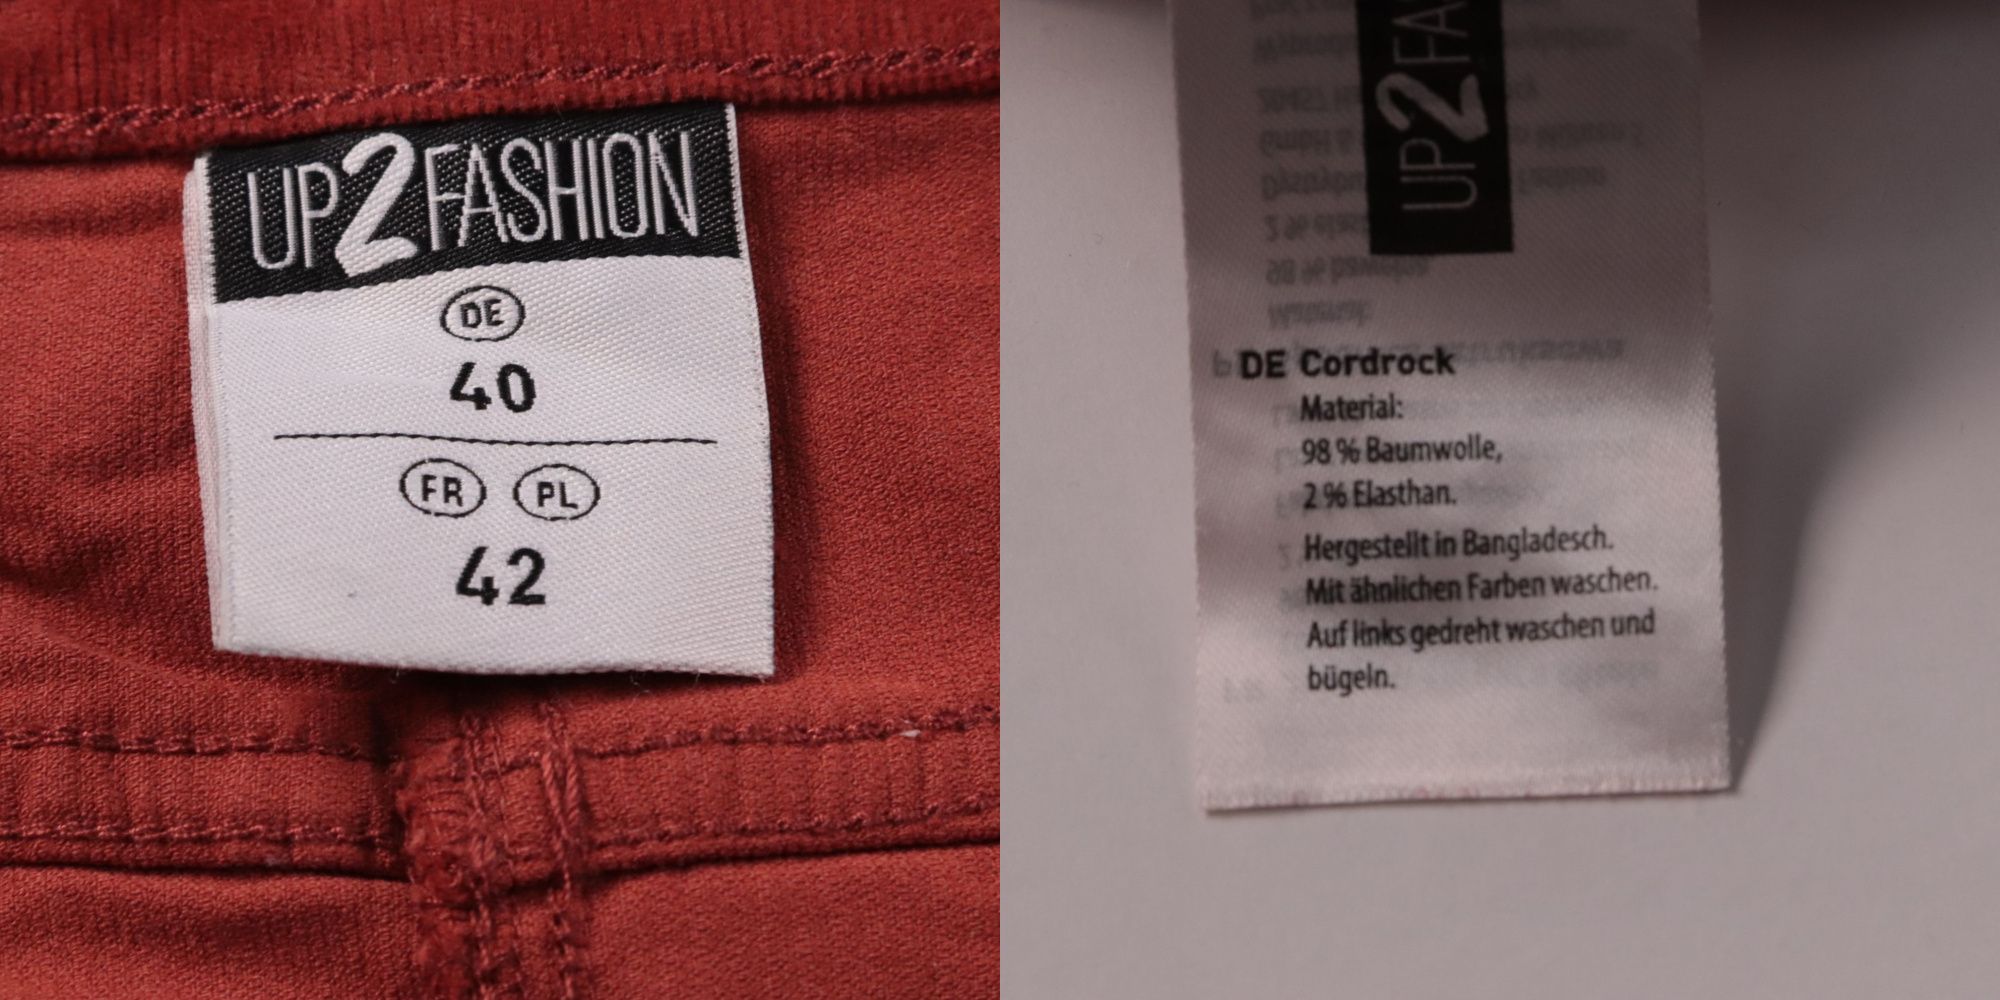 UP2FASHION
DE
40
FR PL
42
UP2FA
DE Cordrock
Material:
98 % Baumwolle,
2 % Elasthan.
Hergestellt in Bangladesch.
Mit ähnlichen Farben waschen.
Auf links gedreht waschen und
bügeln.